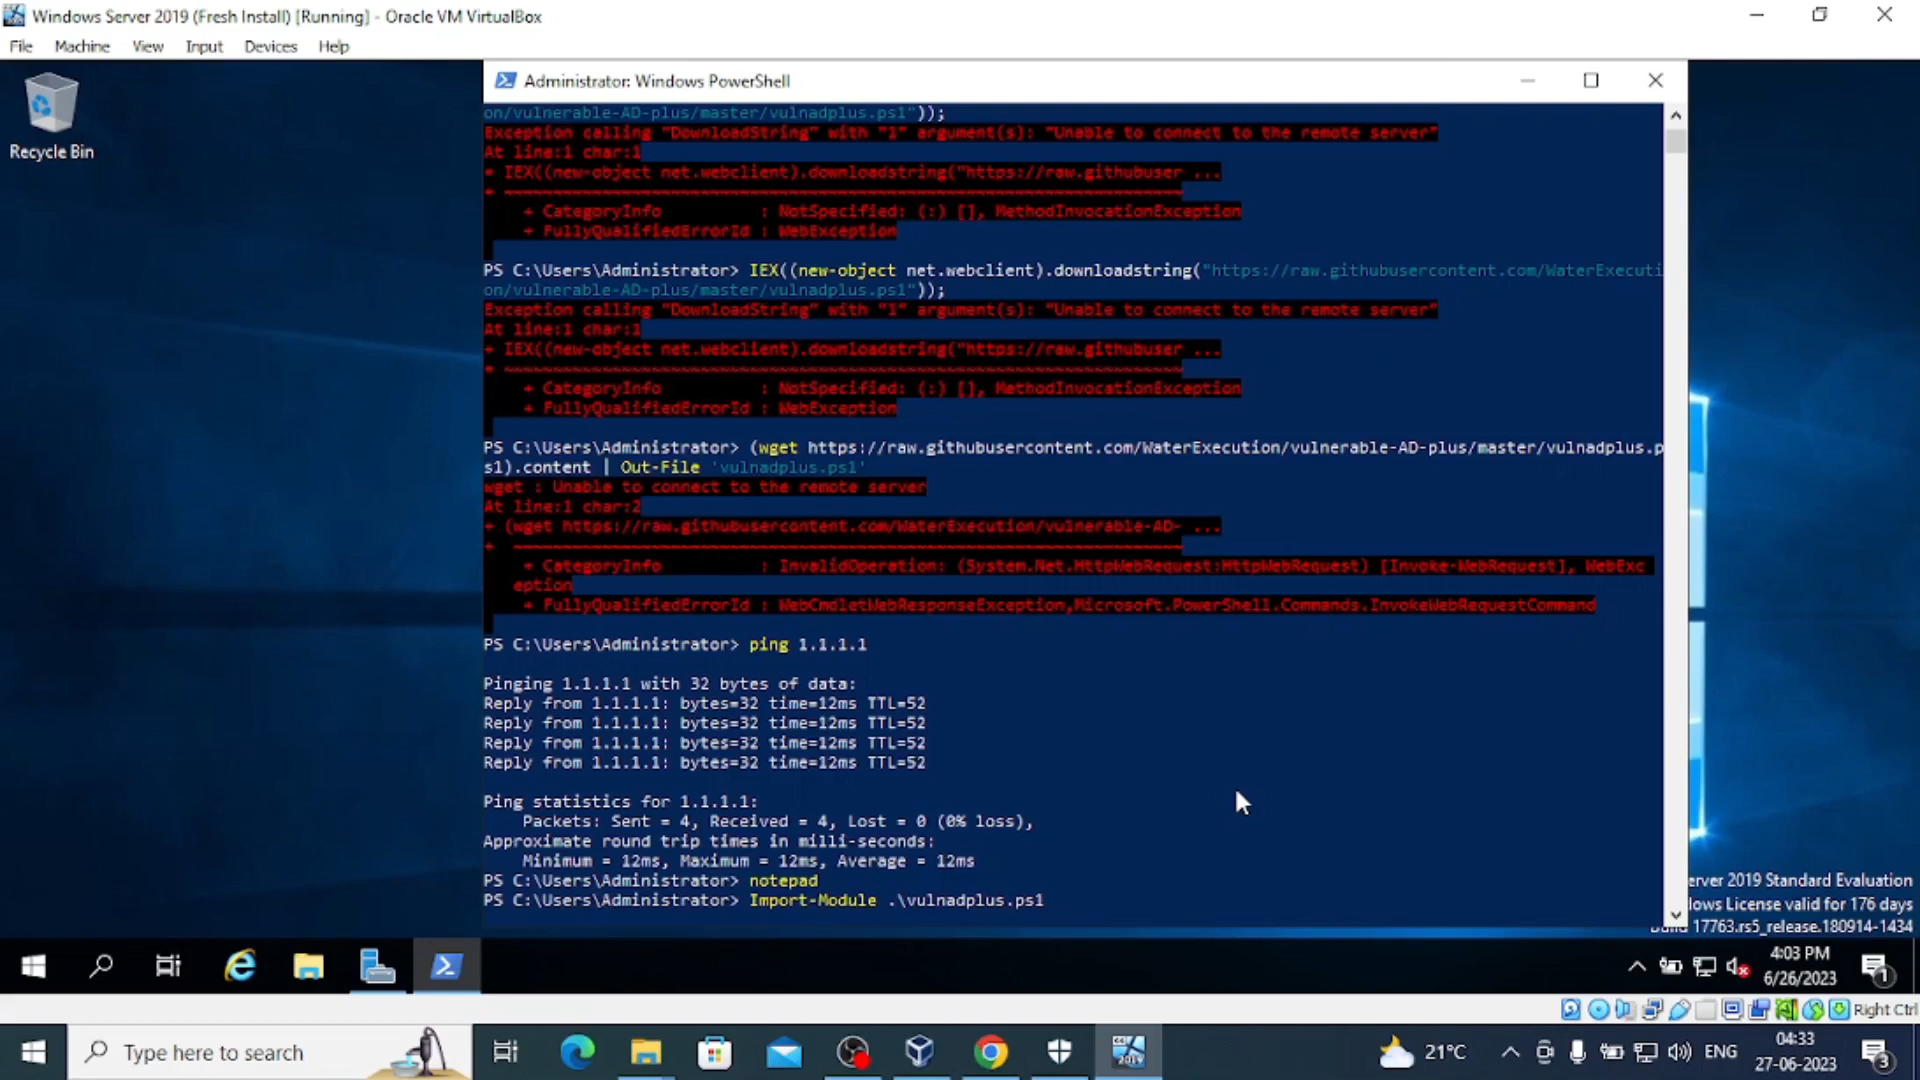 Windows Server 2019 (Fresh Install) [Running] - Oracle VM VirtualBox
File Machine View Input Devices Help
Recycle Bin
Administrator: Windows PowerShell
on/vulnerable-AD-plus/master/vulnadplus.ps1"));
Exception calling "DownloadString" with "1" argument(s): "Unable to connect to the remote server"
At line:1 char:1
+ IEX((new-object net.webclient).downloadstring("https://raw.githubuser ...
+ ~~~~~~~~~~~~~~~~~~~~~~~~~~~~~~~~~~~~~~~~~~~~~~~~~~~~~~~~~~~~~~~~~~~~~
+ CategoryInfo : NotSpecified: (:) [], MethodInvocationException
+ FullyQualifiedErrorId : WebException
PS C:\Users\Administrator> IEX((new-object net.webclient).downloadstring("https://raw.githubusercontent.com/WaterExecuti
on/vulnerable-AD-plus/master/vulnadplus.ps1"));
Exception calling "DownloadString" with "1" argument(s): "Unable to connect to the remote server"
At line:1 char:1
+ IEX((new-object net.webclient).downloadstring("https://raw.githubuser ...
+ ~~~~~~~~~~~~~~~~~~~~~~~~~~~~~~~~~~~~~~~~~~~~~~~~~~~~~~~~~~~~~~~~~~~~~
+ CategoryInfo : NotSpecified: (:) [], MethodInvocationException
+ FullyQualifiedErrorId : WebException
PS C:\Users\Administrator> (wget https://raw.githubusercontent.com/WaterExecution/vulnerable-AD-plus/master/vulnadplus.p
s1).content | Out-File 'vulnadplus.ps1'
wget : Unable to connect to the remote server
At line:1 char:2
+ (wget https://raw.githubusercontent.com/WaterExecution/vulnerable-AD- ...
+ ~~~~~~~~~~~~~~~~~~~~~~~~~~~~~~~~~~~~~~~~~~~~~~~~~~~~~~~~~~~~~~~~~~~~
+ CategoryInfo : InvalidOperation: (System.Net.HttpWebRequest:HttpWebRequest) [Invoke-WebRequest], WebExc
eption
+ FullyQualifiedErrorId : WebCmdletWebResponseException,Microsoft.PowerShell.Commands.InvokeWebRequestCommand
PS C:\Users\Administrator> ping 1.1.1.1
Pinging 1.1.1.1 with 32 bytes of data:
Reply from 1.1.1.1: bytes=32 time=12ms TTL=52
Reply from 1.1.1.1: bytes=32 time=12ms TTL=52
Reply from 1.1.1.1: bytes=32 time=12ms TTL=52
Reply from 1.1.1.1: bytes=32 time=12ms TTL=52
Ping statistics for 1.1.1.1:
Packets: Sent = 4, Received = 4, Lost = 0 (0% loss),
Approximate round trip times in milli-seconds:
Minimum = 12ms, Maximum = 12ms, Average = 12ms
PS C:\Users\Administrator> notepad
PS C:\Users\Administrator> Import-Module .\vulnadplus.ps1
erver 2019 Standard Evaluation
lows License valid for 176 days
Build 17763.rs5_release.180914-1434
4:03 PM
6/26/2023
1
Right Ctrl
Type here to search
2019
21°C
ENG
04:33
27-06-2023
3